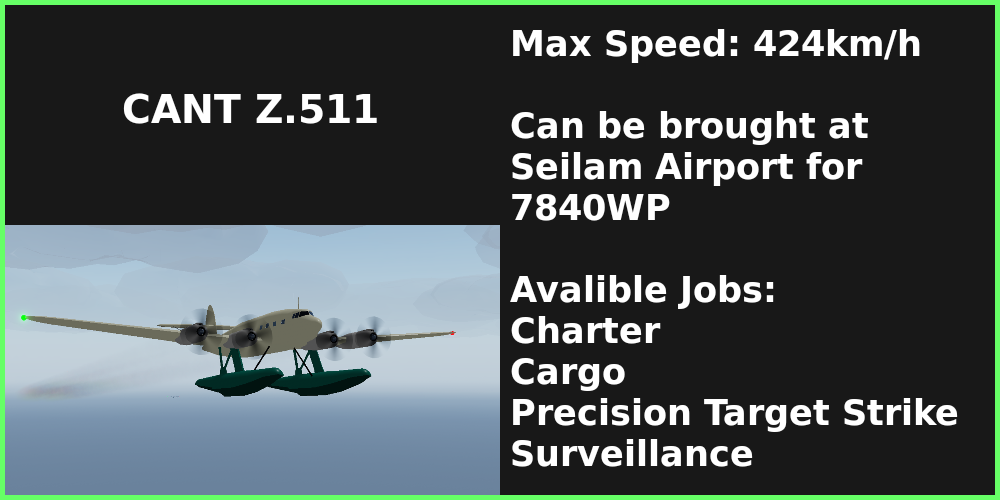 CANT Z.511
Max Speed: 424km/h
Can be brought at
Seilam Airport for
7840WP
Avalible Jobs:
Charter
Cargo
Precision Target Strike
Surveillance